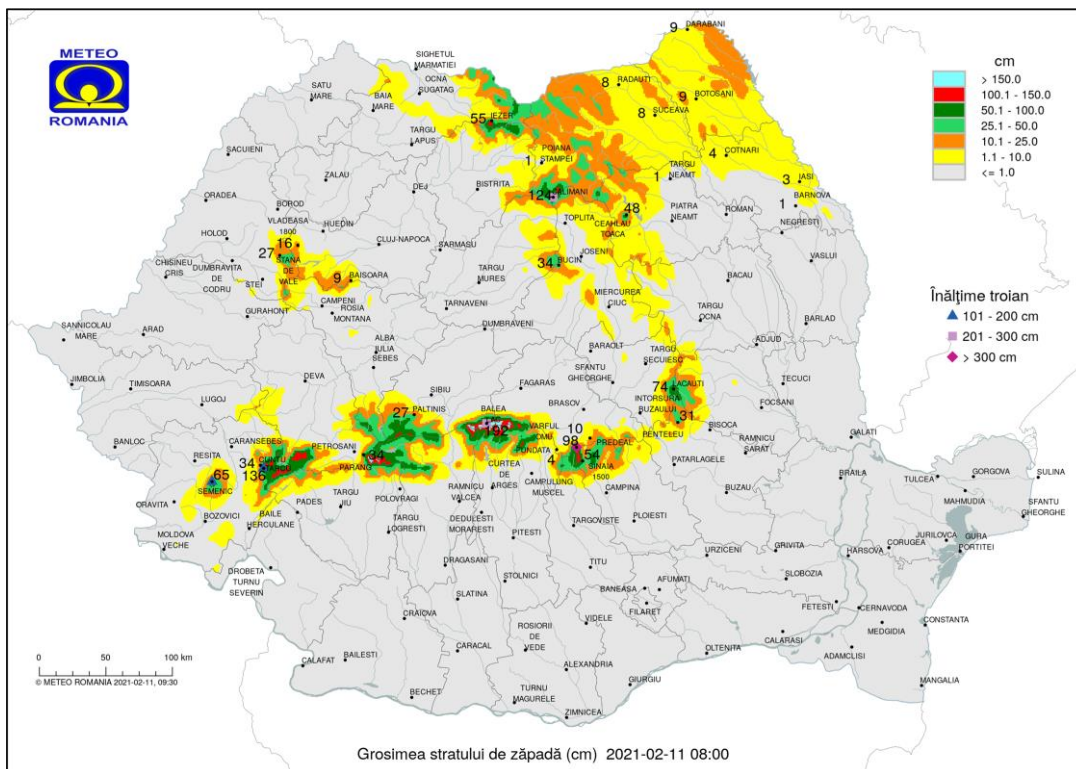 METEO
ROMANIA
cm
> 150.0
100.1 - 150.0
50.1 - 100.0
25.1 - 50.0
10.1 - 25.0
1.1 - 10.0
<= 1.0
Înălţime troian
101 - 200 cm
201 - 300 cm
> 300 cm
9
DARABANI
SIGHETUL
MARMATIEI
OCNA
SUGATAG
SATU
MARE
BAIA
MARE
8
RADAUTI
9
BOTOSANI
8
SUCEAVA
55
IEZER
TARGU
LAPUS
POIANA
1
STAMPEI
4
COTNARI
SACUIENI
TARGU
1
NEAMT
3
IASI
ZALAU
DEJ
BISTRITA
124
BARNOVA
1
NEGRESTI
ORADEA
BOROD
48
CEAHLAU
TOACA
PIATRA
NEAMT
ROMAN
TOPLITA
VLADEASA
1800
HUEDIN
HOLOD
16
27
STANA
DE
VALE
CLUJ-NAPOCA
SARMASU
JOSENI
34
BUCIN
VASLUI
CHISINEU
CRIS
DUMBRAVITA
DE
CODRU
STEI
9
BAISOARA
TARGU
MURES
BACAU
MIERCUREA
CIUC
CAMPENI
ROSIA
MONTANA
TARNAVENI
TARGU
OCNA
GURAHONT
SANNICOLAU
MARE
ARAD
DUMBRAVENI
BARLAD
ALBA
IULIA
SEBES
BARAOLT
TARGU
SECUIESC
ADJUD
JIMBOLIA
TIMISOARA
DEVA
SFANTU
GHEORGHE
FAGARAS
74
LACAUTI
TECUCI
LUGOJ
SIBIU
INTORSURA
BUZAULUI
FOCSANI
27
PALTINIS
BALEA
192
BRASOV
31
BISOCA
BANLOC
CARANSEBES
PETROSANI
VARFUL
OMU
10
98
PREDEAL
PENTELEU
RAMNICU
SARAT
GALATI
RESITA
34
CUNTU
TARCU
136
65
SEMENIC
34
PARANG
FUNDATA
4
54
SINAIA
1500
PATARLAGELE
CURTEA
DE
ARGES
CAMPULUNG
MUSCEL
CAMPINA
BUZAU
BRAILA
TULCEA
GORGOVA
SULINA
MAHMUDIA
SFANTU
GHEORGHE
ORAVITA
BOZOVICI
BAILE
HERCULANE
PADES
TARGU
JIU
POLOVRAGI
RAMNICU
VALCEA
DEDULESTI
MORARESTI
TARGOVISTE
PLOIESTI
MOLDOVA
VECHE
TARGU
LOGRESTI
PITESTI
JURILOVCA
GURA
PORTITEI
CORUGEA
URZICENI
GRIVITA
HARSOVA
DROBETA
TURNU
SEVERIN
DRAGASANI
STOLNICI
TITU
SLOBOZIA
BANEASA
AFUMATI
FILARET
SLATINA
FETESTI
CERNAVODA
CRAIOVA
VIDELE
MEDGIDIA
CONSTANTA
ROSIORII
DE
VEDE
CALARASI
CARACAL
OLTENITA
ADAMCLISI
CALAFAT
BAILESTI
ALEXANDRIA
GIURGIU
MANGALIA
BECHET
TURNU
MAGURELE
ZIMNICEA
0 50 100 km
© METEO ROMANIA 2021-02-11, 09:30
Grosimea stratului de zăpadă (cm) 2021-02-11 08:00